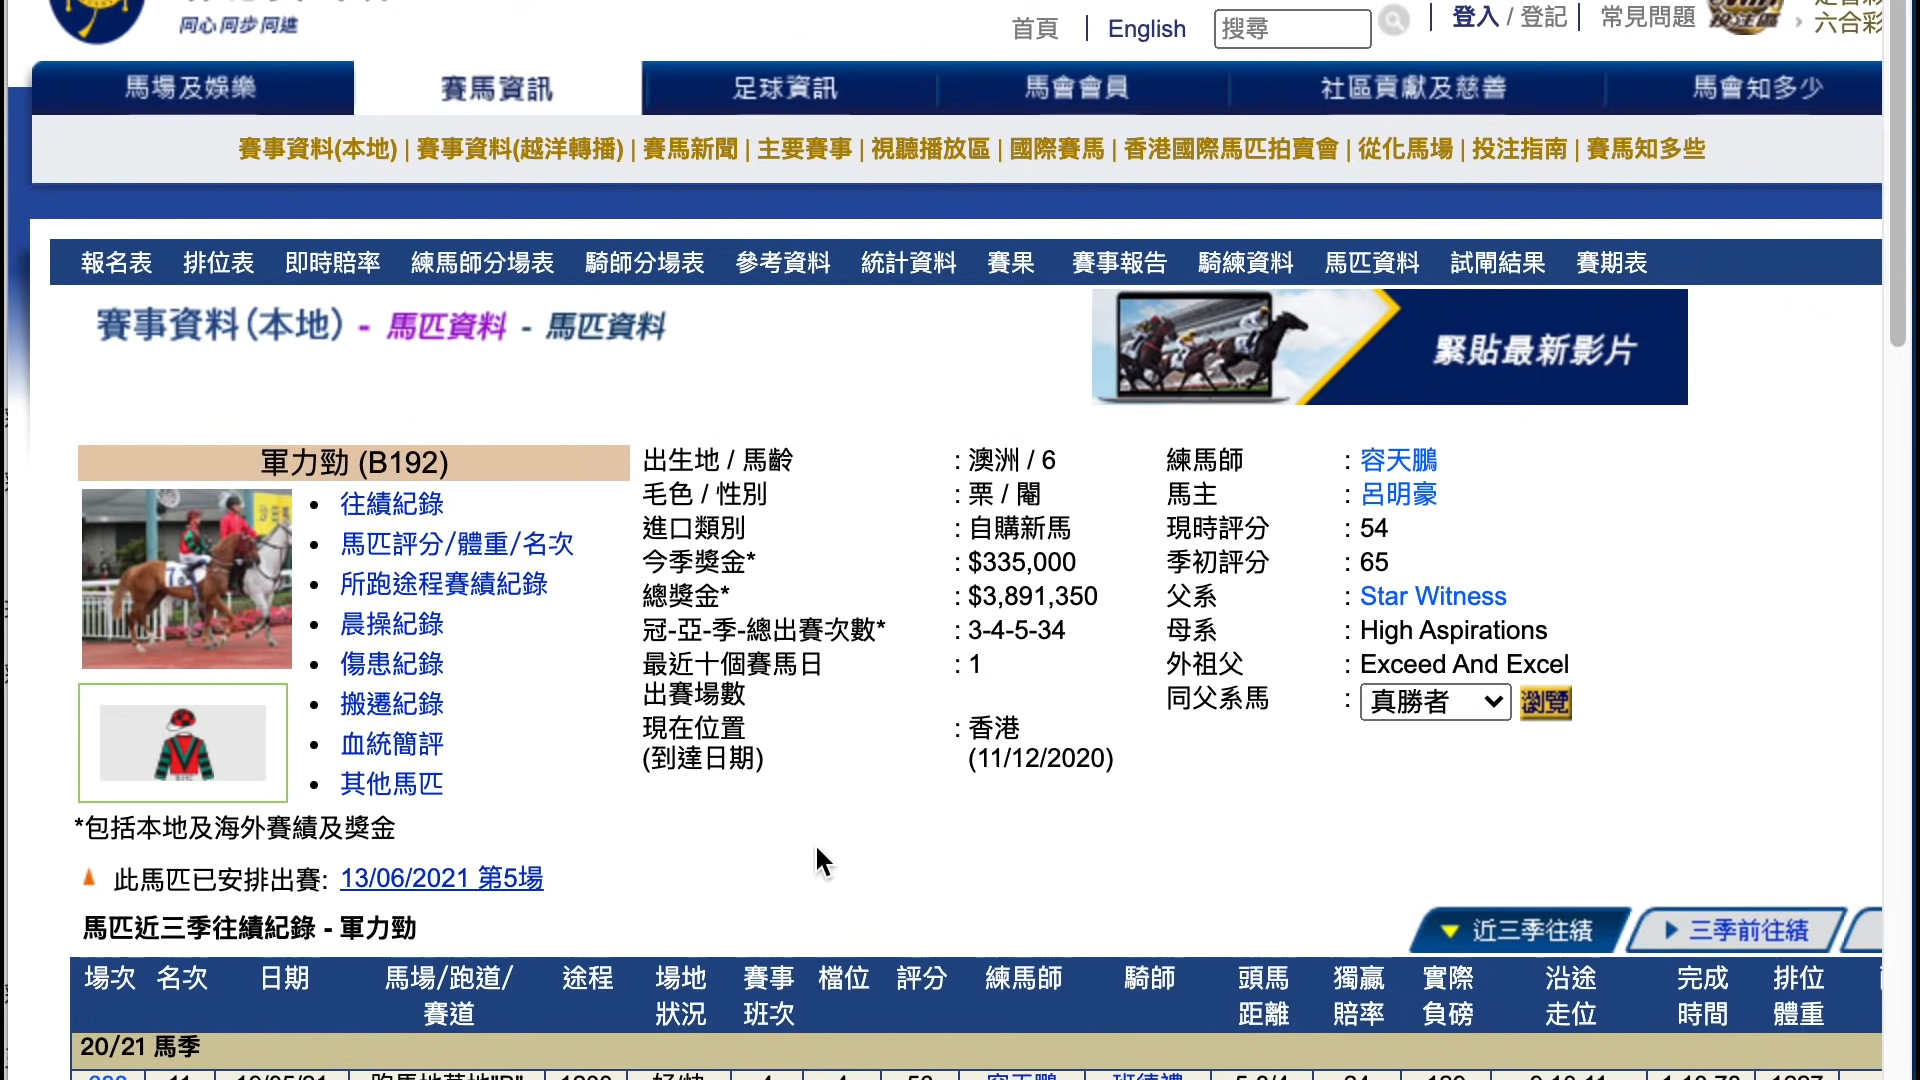 同心同步同進
首頁 | English 搜尋 | 登入 / 登記 | 常見問題
投注區
六合彩
馬場及娛樂 賽馬資訊 足球資訊 馬會會員 社區貢獻及慈善 馬會知多少
賽事資料(本地) | 賽事資料(越洋轉播) | 賽馬新聞 | 主要賽事 | 視聽播放區 | 國際賽馬 | 香港國際馬匹拍賣會 | 從化馬場 | 投注指南 | 賽馬知多些
報名表 排位表 即時賠率 練馬師分場表 騎師分場表 參考資料 統計資料 賽果 賽事報告 騎練資料 馬匹資料 試閘結果 賽期表
賽事資料(本地) - 馬匹資料 - 馬匹資料
緊貼最新影片
軍力勁 (B192)
往績紀錄
馬匹評分/體重/名次
所跑途程賽績紀錄
晨操紀錄
傷患紀錄
搬遷紀錄
血統簡評
其他馬匹
出生地 / 馬齡 : 澳洲 / 6
毛色 / 性別 : 栗 / 閹
進口類別 : 自購新馬
今季獎金* : $335,000
總獎金* : $3,891,350
冠-亞-季-總出賽次數* : 3-4-5-34
最近十個賽馬日 : 1
出賽場數
現在位置 : 香港
(到達日期) (11/12/2020)
練馬師 : 容天鵬
馬主 : 呂明豪
現時評分 : 54
季初評分 : 65
父系 : Star Witness
母系 : High Aspirations
外祖父 : Exceed And Excel
同父系馬 : 真勝者 瀏覽
*包括本地及海外賽績及獎金
此馬匹已安排出賽: 13/06/2021 第5場
馬匹近三季往績紀錄 - 軍力勁
近三季往績 三季前往績
場次 名次 日期 馬場/跑道/ 途程 場地 賽事 檔位 評分 練馬師 騎師 頭馬 獨贏 實際 沿途 完成 排位
賽道 狀況 班次 距離 賠率 負磅 走位 時間 體重
20/21 馬季